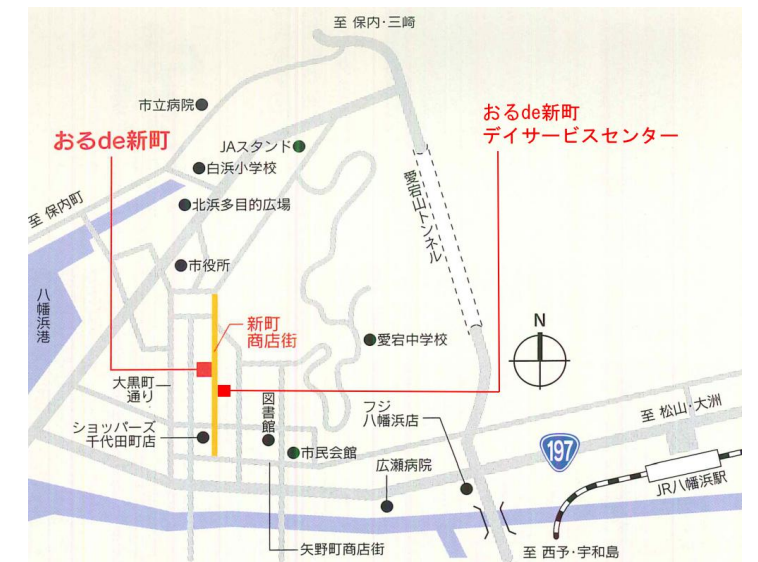 至 保内・三崎
市立病院
おるde新町
デイサービスセンター
おるde新町
JAスタンド
白浜小学校
北浜多目的広場
至 保内町
愛宕山トンネル
市役所
八幡浜港
新町
商店街
N
愛宕中学校
大黒町
通り
図書館
フジ
八幡浜店
至 松山・大洲
ショッパーズ
千代田町店
市民会館
197
広瀬病院
JR八幡浜駅
矢野町商店街
至 西予・宇和島